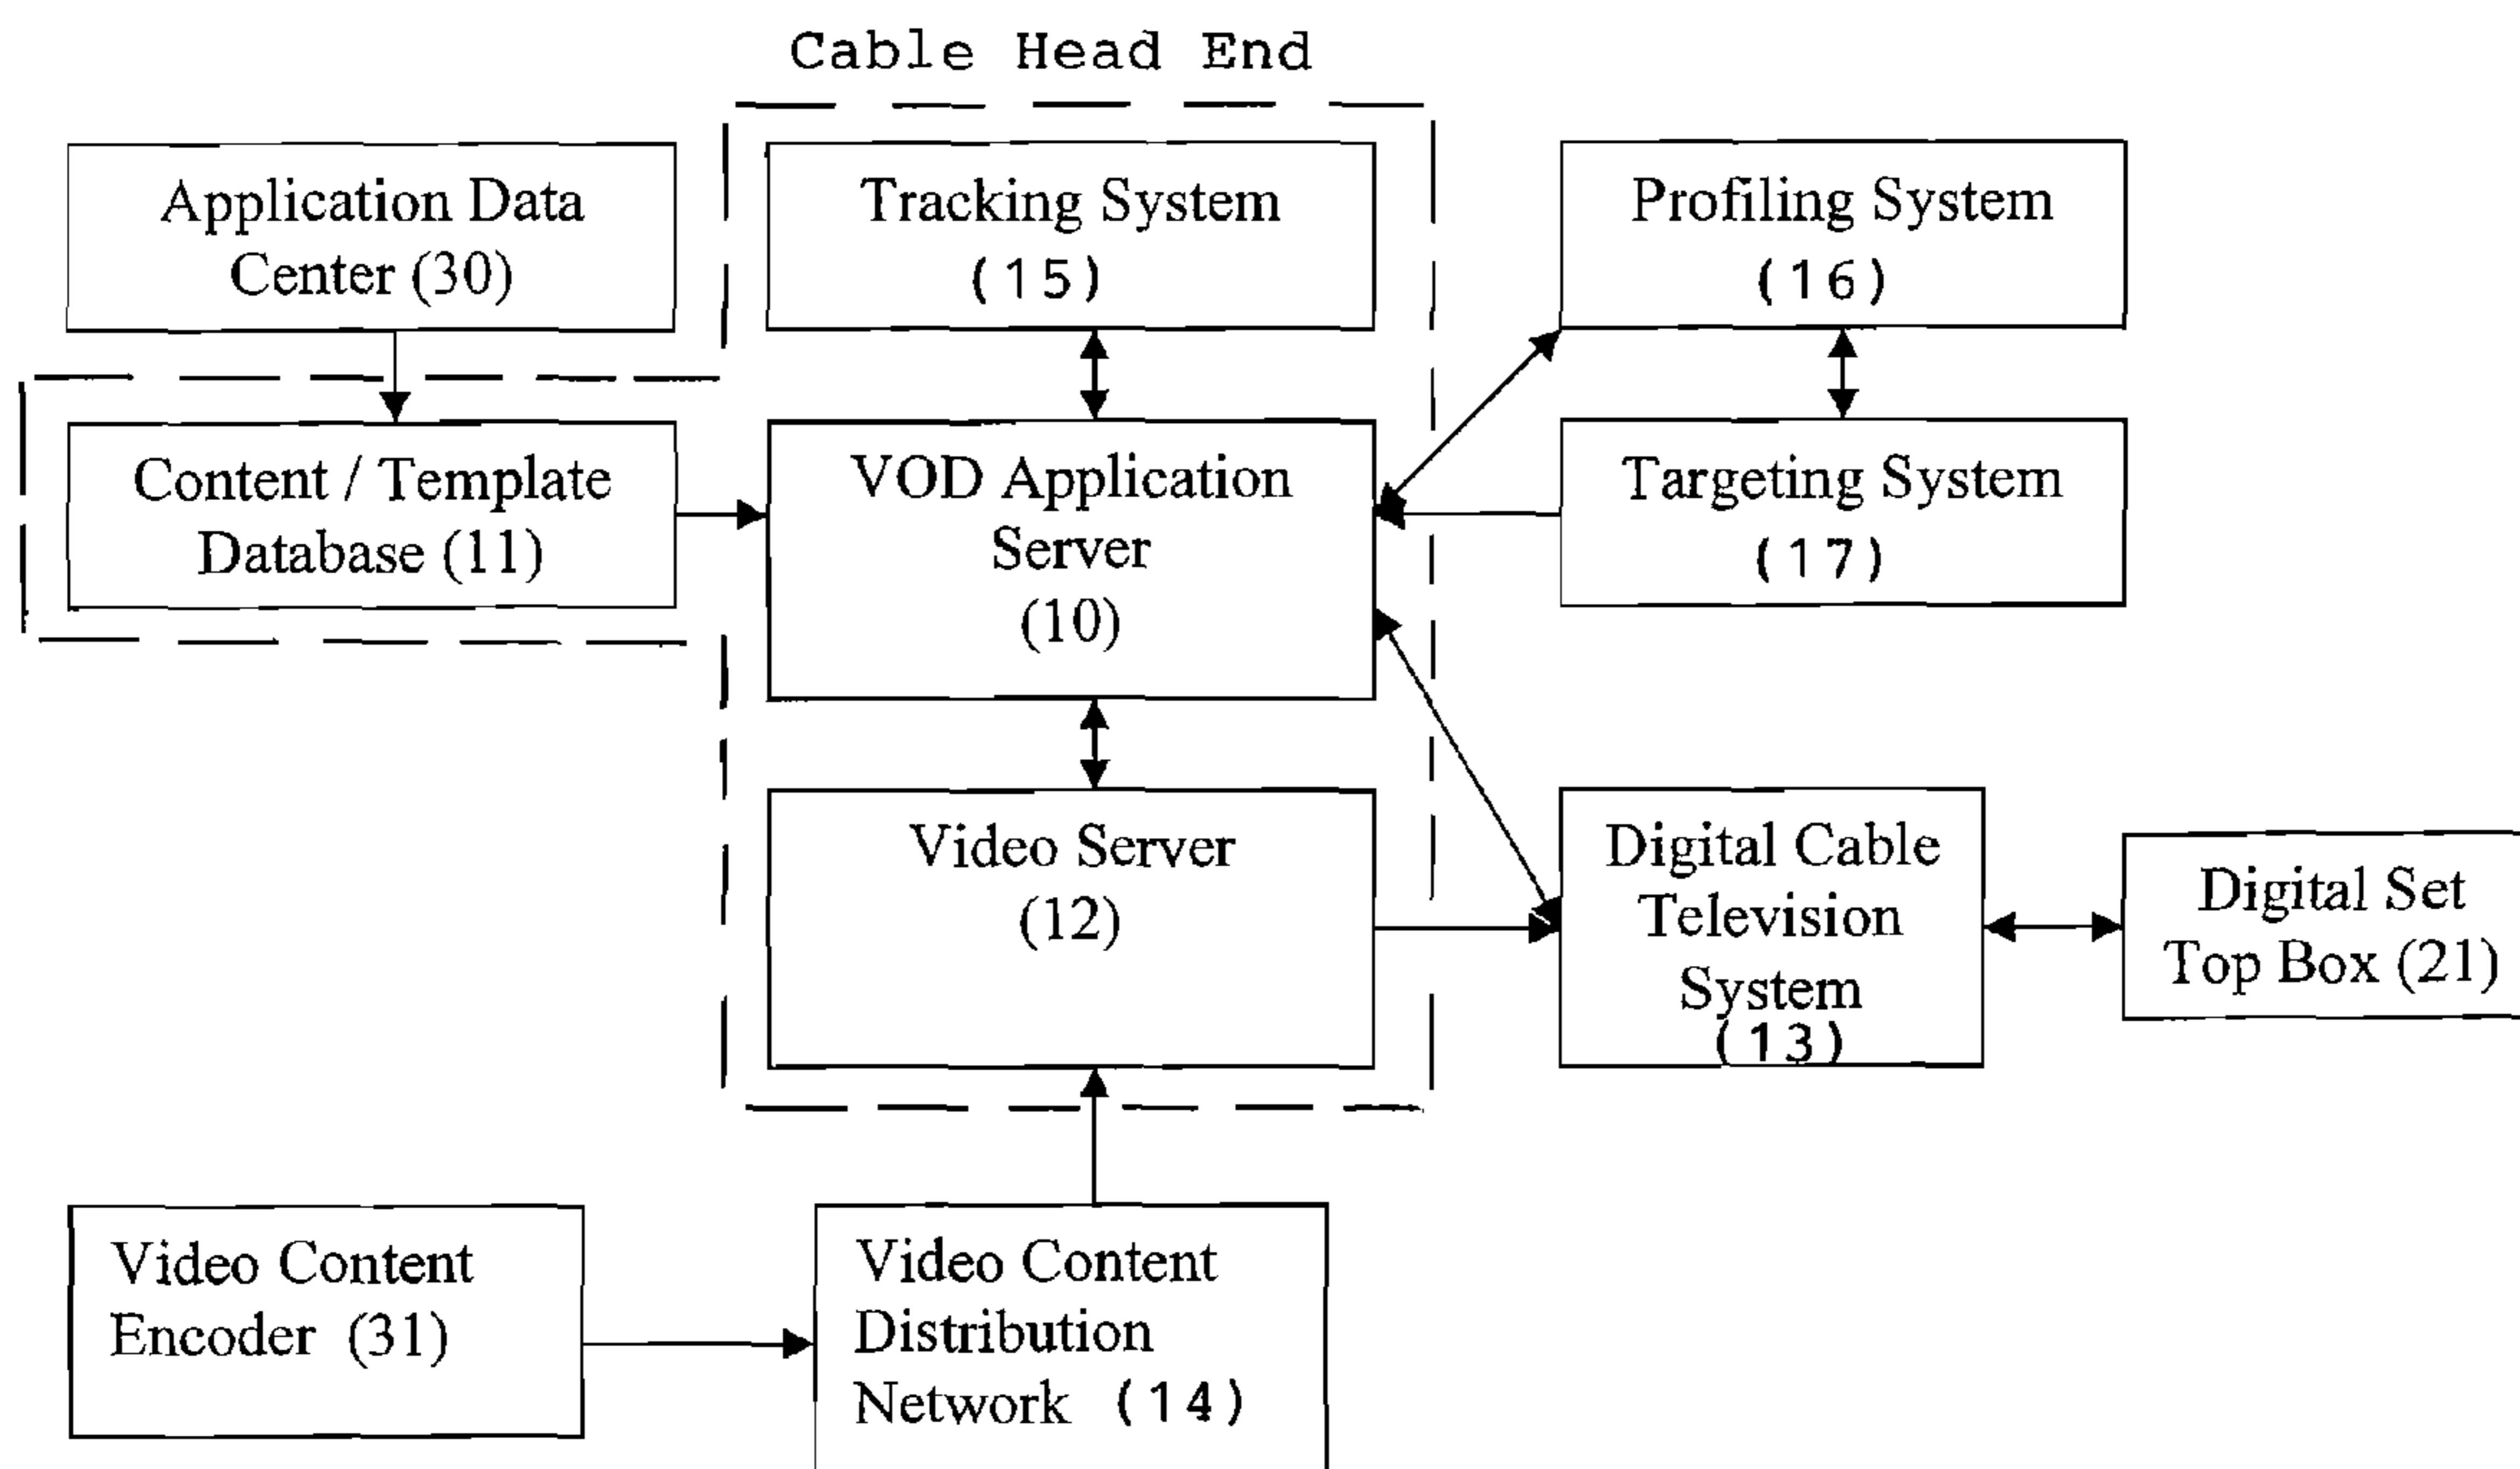 Cable Head End
Application Data
Center (30)
Tracking System
(15)
Profiling System
(16)
Content / Template
Database (11)
VOD Application
Server
(10)
Targeting System
(17)
Video Server
(12)
Digital Cable
Television
System
(13)
Digital Set
Top Box (21)
Video Content
Encoder (31)
Video Content
Distribution
Network (14)